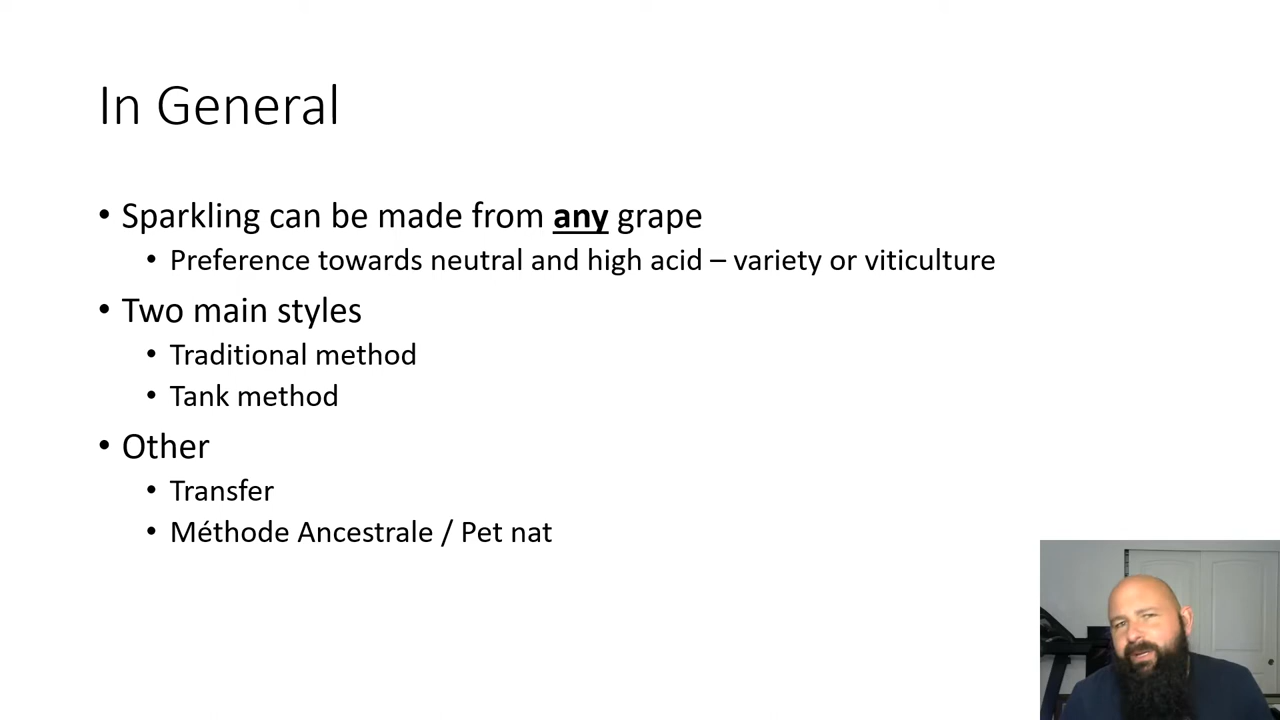 In General
• Sparkling can be made from any grape
• Preference towards neutral and high acid – variety or viticulture
• Two main styles
• Traditional method
• Tank method
• Other
• Transfer
• Méthode Ancestrale / Pet nat